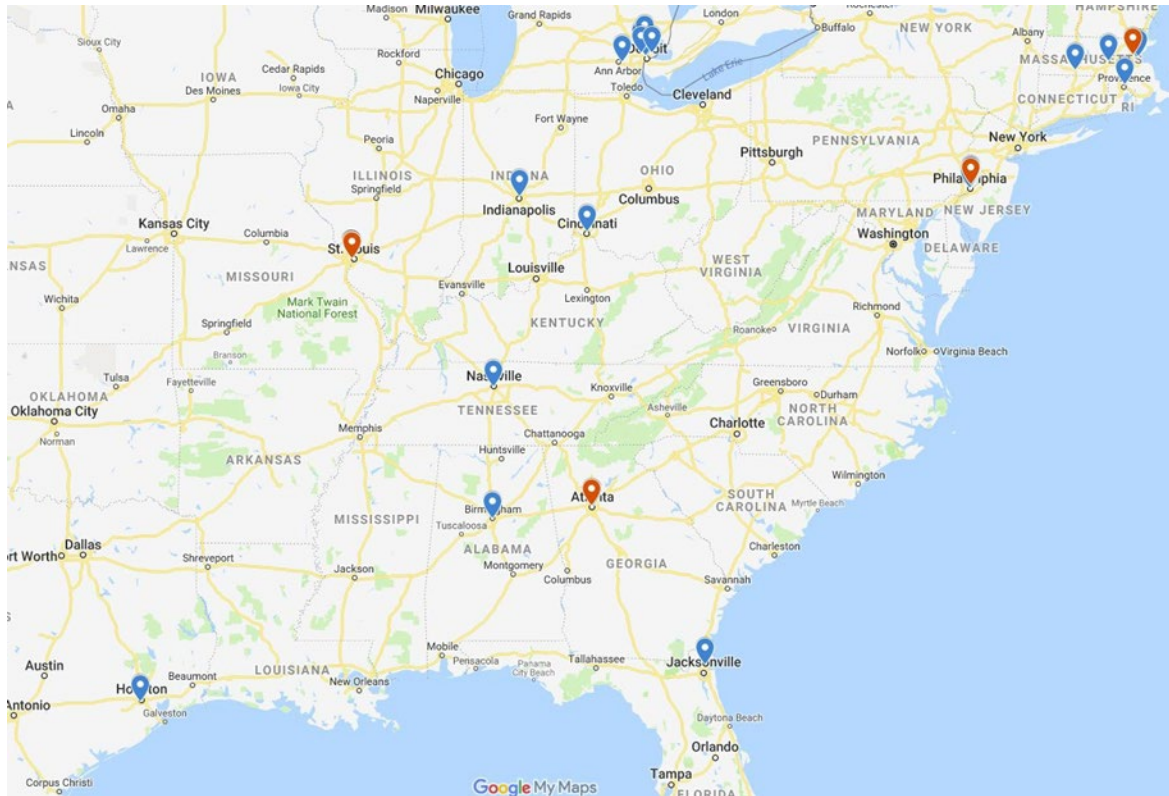 Madison
Milwaukee
Grand Rapids
London
Rochester
Buffalo
NEW YORK
Albany
HAMPSHIRE
MASSACHUSETTS
Sioux City
Rockford
Detroit
Ann Arbor
Lake Erie
Providence
IOWA
Cedar Rapids
Chicago
Toledo
CONNECTICUT
RI
Des Moines
Iowa City
Naperville
Cleveland
Omaha
Fort Wayne
PENNSYLVANIA
New York
Lincoln
Peoria
Pittsburgh
ILLINOIS
INDIANA
OHIO
Philadelphia
Springfield
Columbus
Indianapolis
MARYLAND
NEW JERSEY
Kansas City
Cincinnati
Washington
Lawrence
Columbia
St. Louis
DELAWARE
NSAS
MISSOURI
Louisville
WEST
VIRGINIA
Wichita
Evansville
Lexington
Mark Twain
National Forest
Richmond
Springfield
KENTUCKY
Roanoke
VIRGINIA
Branson
Norfolk
Virginia Beach
Tulsa
Fayetteville
Nashville
Knoxville
Greensboro
OKLAHOMA
Durham
Oklahoma City
TENNESSEE
Asheville
NORTH
CAROLINA
Norman
Memphis
Chattanooga
Charlotte
Huntsville
ARKANSAS
Wilmington
Atlanta
SOUTH
CAROLINA
Birmingham
Myrtle Beach
MISSISSIPPI
Tuscaloosa
ort Worth
Dallas
ALABAMA
Charleston
Shreveport
Montgomery
GEORGIA
Jackson
Columbus
Savannah
Mobile
Austin
LOUISIANA
Pensacola
Panama
City Beach
Tallahassee
Jacksonville
Beaumont
New Orleans
Houston
Antonio
Galveston
Daytona Beach
Orlando
Corpus Christi
Tampa
FLORIDA
Google My Maps